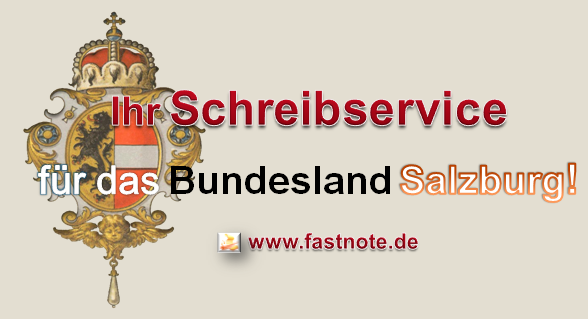 Ihr Schreibservice
für das Bundesland Salzburg!
www.fastnote.de